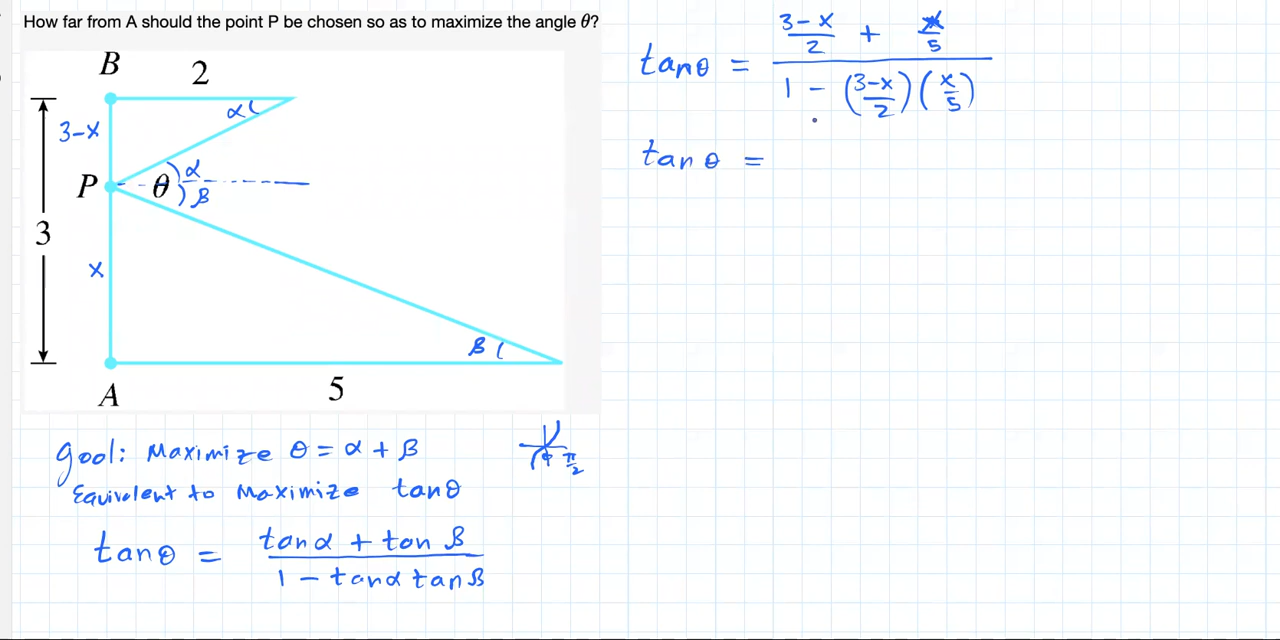 How far from A should the point P be chosen so as to maximize the angle θ?
B
2
α
3-x
α
P
θ
β
3
x
β
A
5
goal: Maximize θ = α + β
π/2
Equivalent to Maximize tanθ
tanθ = (tanα + tan β)/(1 - tanα tanβ)
tanθ = ((3-x)/2 + x/5)/(1 - ((3-x)/2)(x/5))
tanθ =